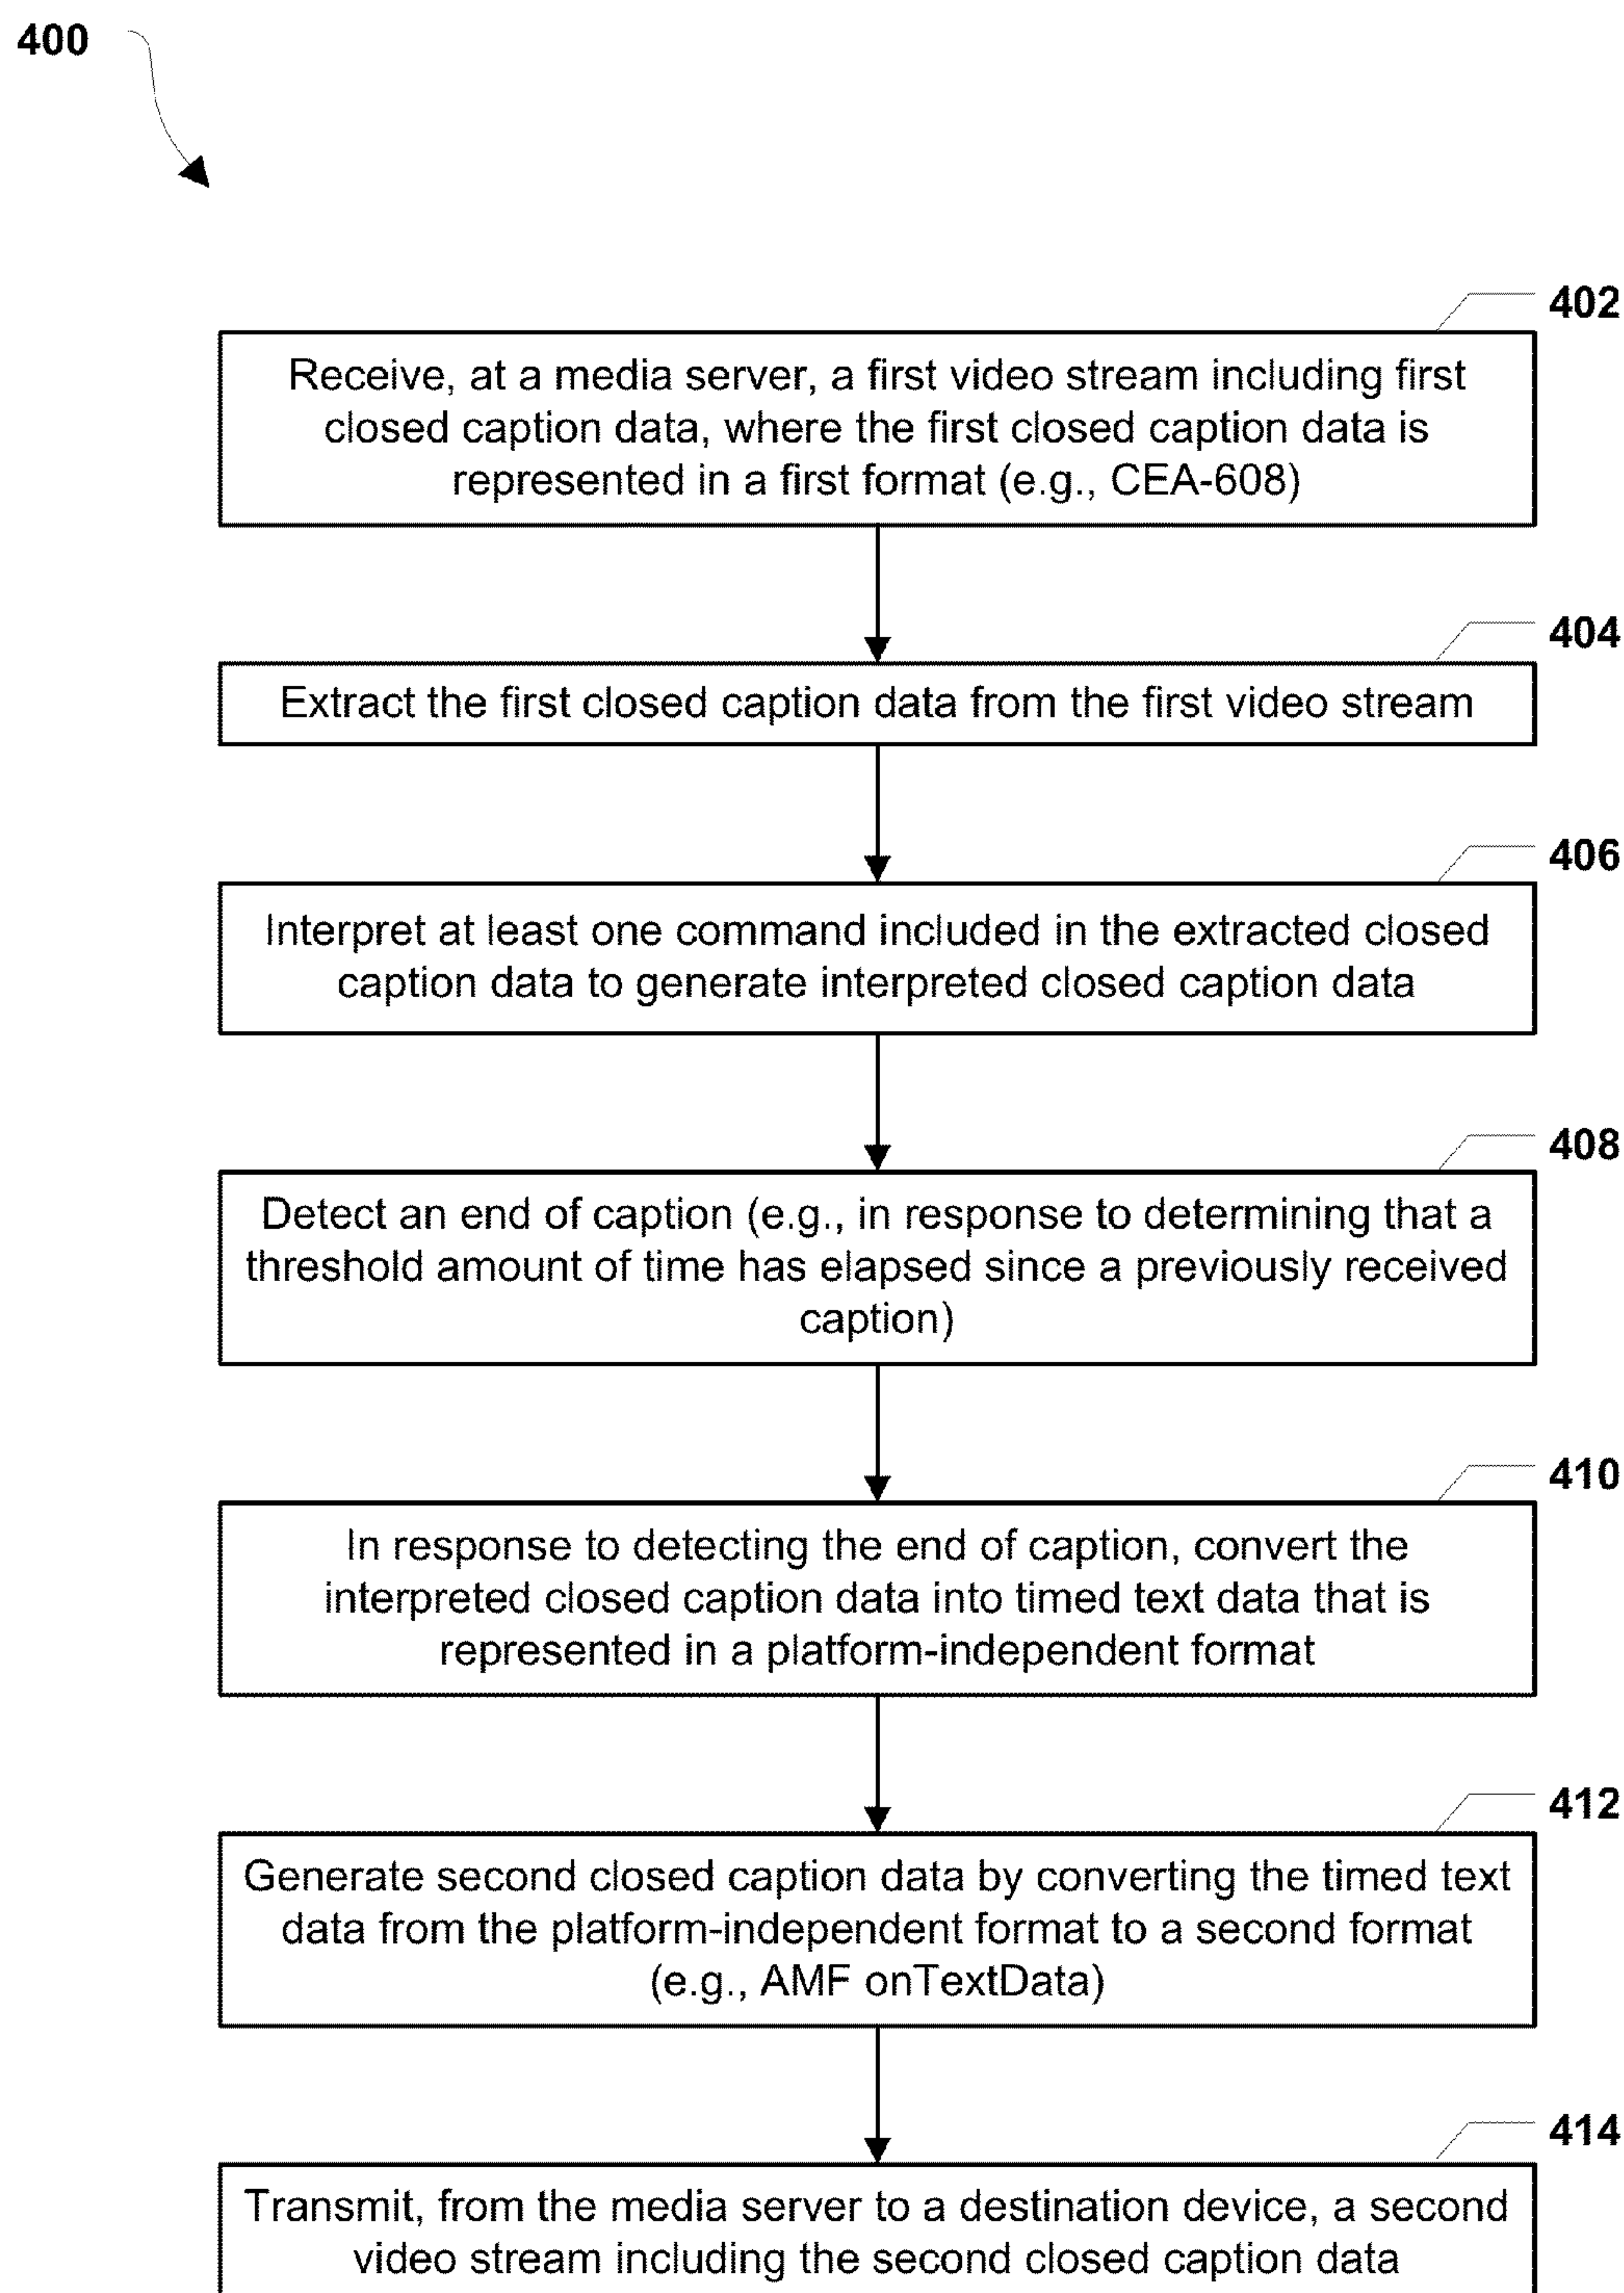 400
402
Receive, at a media server, a first video stream including first
closed caption data, where the first closed caption data is
represented in a first format (e.g., CEA-608)
404
Extract the first closed caption data from the first video stream
406
Interpret at least one command included in the extracted closed
caption data to generate interpreted closed caption data
408
Detect an end of caption (e.g., in response to determining that a
threshold amount of time has elapsed since a previously received
caption)
410
In response to detecting the end of caption, convert the
interpreted closed caption data into timed text data that is
represented in a platform-independent format
412
Generate second closed caption data by converting the timed text
data from the platform-independent format to a second format
(e.g., AMF onTextData)
414
Transmit, from the media server to a destination device, a second
video stream including the second closed caption data